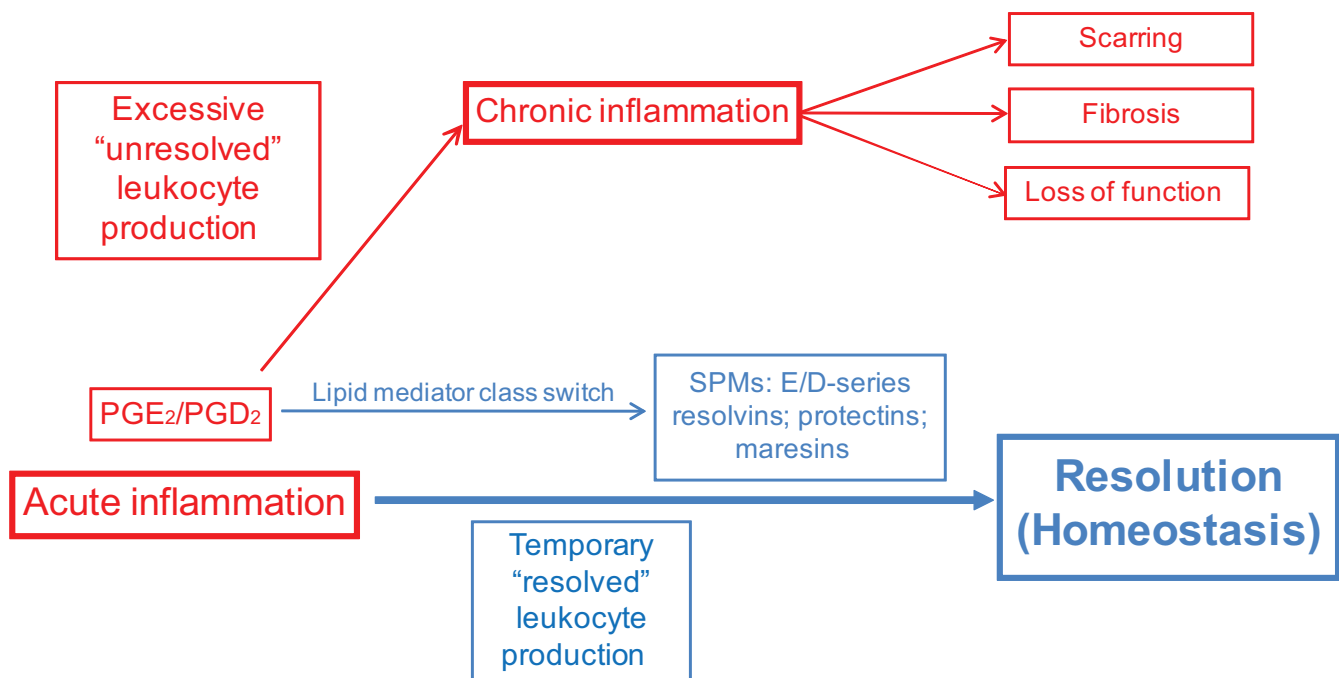 Scarring
Excessive
“unresolved”
leukocyte
production
Chronic inflammation
Fibrosis
Loss of function
PGE₂/PGD₂
Lipid mediator class switch
SPMs: E/D-series
resolvins; protectins;
maresins
Acute inflammation
Resolution
(Homeostasis)
Temporary
“resolved”
leukocyte
production